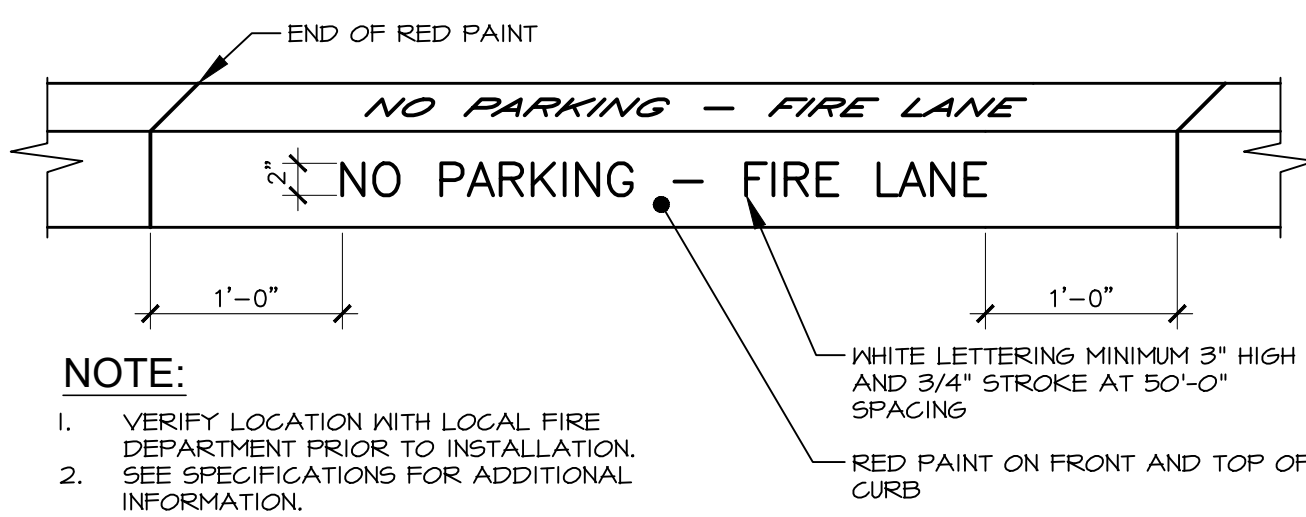 END OF RED PAINT
NO PARKING – FIRE LANE
2"
NO PARKING – FIRE LANE
1'-0"
1'-0"
WHITE LETTERING MINIMUM 3" HIGH
AND 3/4" STROKE AT 50'-0"
SPACING
RED PAINT ON FRONT AND TOP OF
CURB
NOTE:
1. VERIFY LOCATION WITH LOCAL FIRE
DEPARTMENT PRIOR TO INSTALLATION.
2. SEE SPECIFICATIONS FOR ADDITIONAL
INFORMATION.